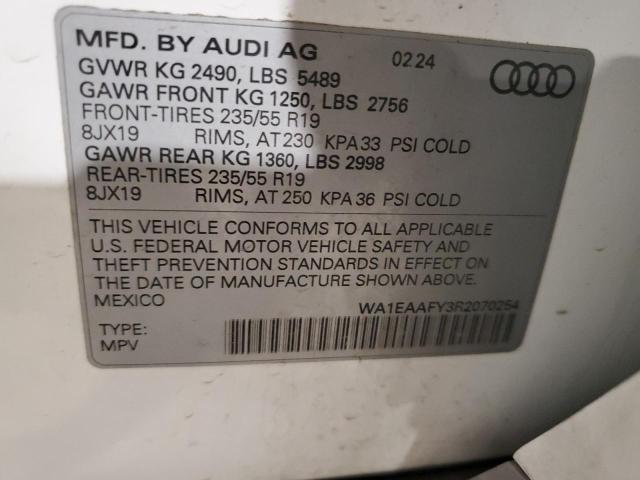 MFD. BY AUDI AG 02.24
GVWR KG 2490, LBS 5489
GAWR FRONT KG 1250, LBS 2756
FRONT-TIRES 235/55 R19
8JX19 RIMS, AT 230 KPA 33 PSI COLD
GAWR REAR KG 1360, LBS 2998
REAR-TIRES 235/55 R19
8JX19 RIMS, AT 250 KPA 36 PSI COLD
THIS VEHICLE CONFORMS TO ALL APPLICABLE
U.S. FEDERAL MOTOR VEHICLE SAFETY AND
THEFT PREVENTION STANDARDS IN EFFECT ON
THE DATE OF MANUFACTURE SHOWN ABOVE.
MEXICO WA1EAAFY3R2070254
TYPE:
MPV